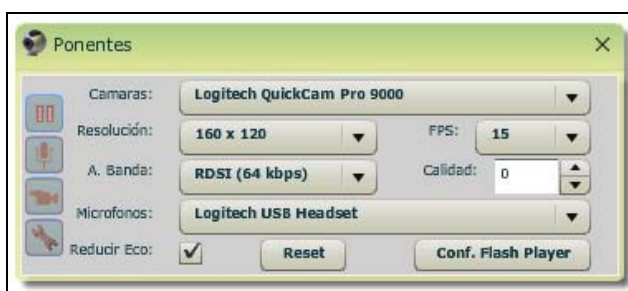 Ponentes
Camaras: Logitech QuickCam Pro 9000
Resolución: 160 x 120 FPS: 15
A. Banda: RDSI (64 kbps) Calidad: 0
Microfonos: Logitech USB Headset
Reducir Eco: Reset Conf. Flash Player